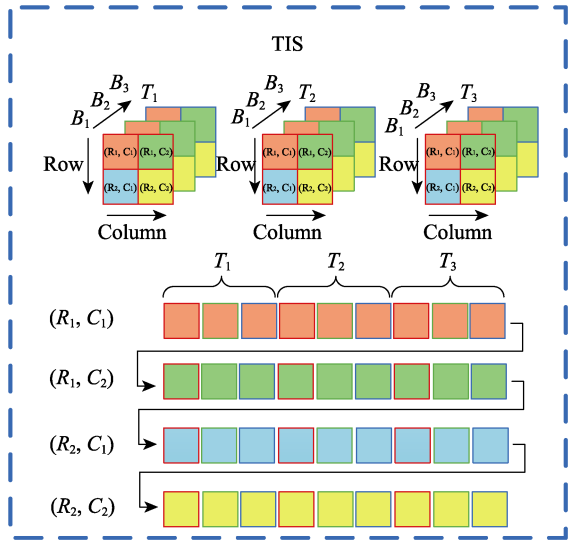 TIS
B₁ B₂ B₃ T₁
B₁ B₂ B₃ T₂
B₁ B₂ B₃ T₃
(R₁, C₁) (R₁, C₂)
(R₁, C₁) (R₁, C₂)
(R₁, C₁) (R₁, C₂)
Row (R₂, C₁) (R₂, C₂)
Row (R₂, C₁) (R₂, C₂)
Row (R₂, C₁) (R₂, C₂)
Column
Column
Column
T₁ T₂ T₃
(R₁, C₁)
(R₁, C₂)
(R₂, C₁)
(R₂, C₂)